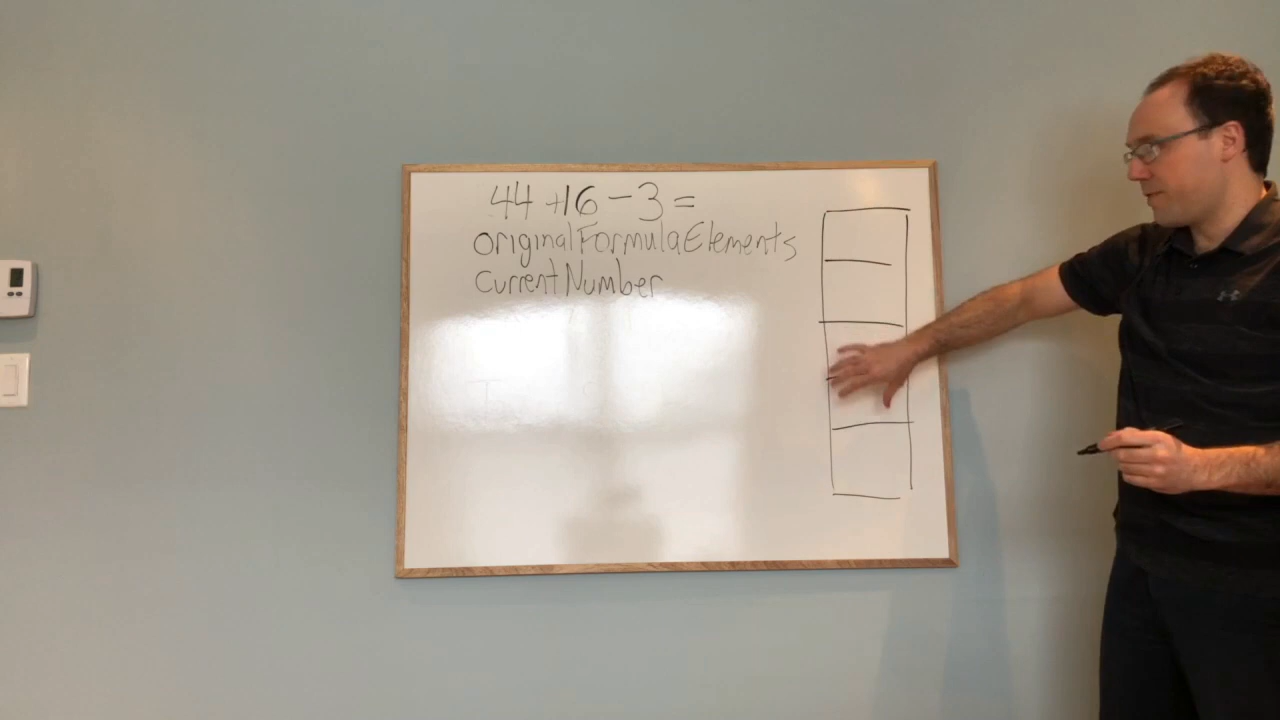 44 + 16 - 3 =
originalFormulaElements
currentNumber